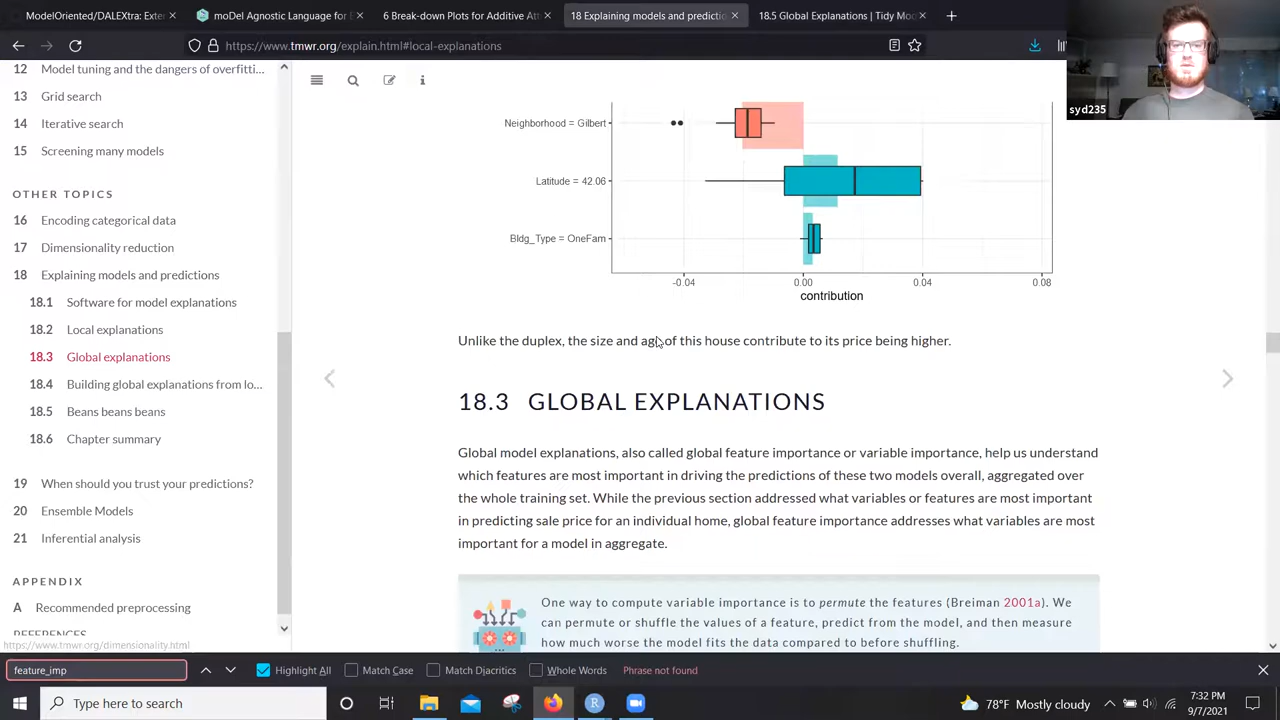 ModelOriented/DALEXtra: Exter
moDel Agnostic Language for E
6 Break-down Plots for Additive Att
18 Explaining models and predictio
18.5 Global Explanations | Tidy Mo
https://www.tmwr.org/explain.html#local-explanations
syd235
12 Model tuning and the dangers of overfitti...
13 Grid search
14 Iterative search
15 Screening many models
OTHER TOPICS
16 Encoding categorical data
17 Dimensionality reduction
18 Explaining models and predictions
18.1 Software for model explanations
18.2 Local explanations
18.3 Global explanations
18.4 Building global explanations from lo...
18.5 Beans beans beans
18.6 Chapter summary
19 When should you trust your predictions?
20 Ensemble Models
21 Inferential analysis
APPENDIX
A Recommended preprocessing
REFERENCES
https://www.tmwr.org/dimensionality.html
Neighborhood = Gilbert
Latitude = 42.06
Bldg_Type = OneFam
-0.04 0.00 0.04 0.08
contribution
Unlike the duplex, the size and age of this house contribute to its price being higher.
18.3 GLOBAL EXPLANATIONS
Global model explanations, also called global feature importance or variable importance, help us understand
which features are most important in driving the predictions of these two models overall, aggregated over
the whole training set. While the previous section addressed what variables or features are most important
in predicting sale price for an individual home, global feature importance addresses what variables are most
important for a model in aggregate.
One way to compute variable importance is to permute the features (Breiman 2001a). We
can permute or shuffle the values of a feature, predict from the model, and then measure
how much worse the model fits the data compared to before shuffling.
feature_imp
Highlight All
Match Case
Match Diacritics
Whole Words
Phrase not found
Type here to search
78°F Mostly cloudy
7:32 PM
9/7/2021